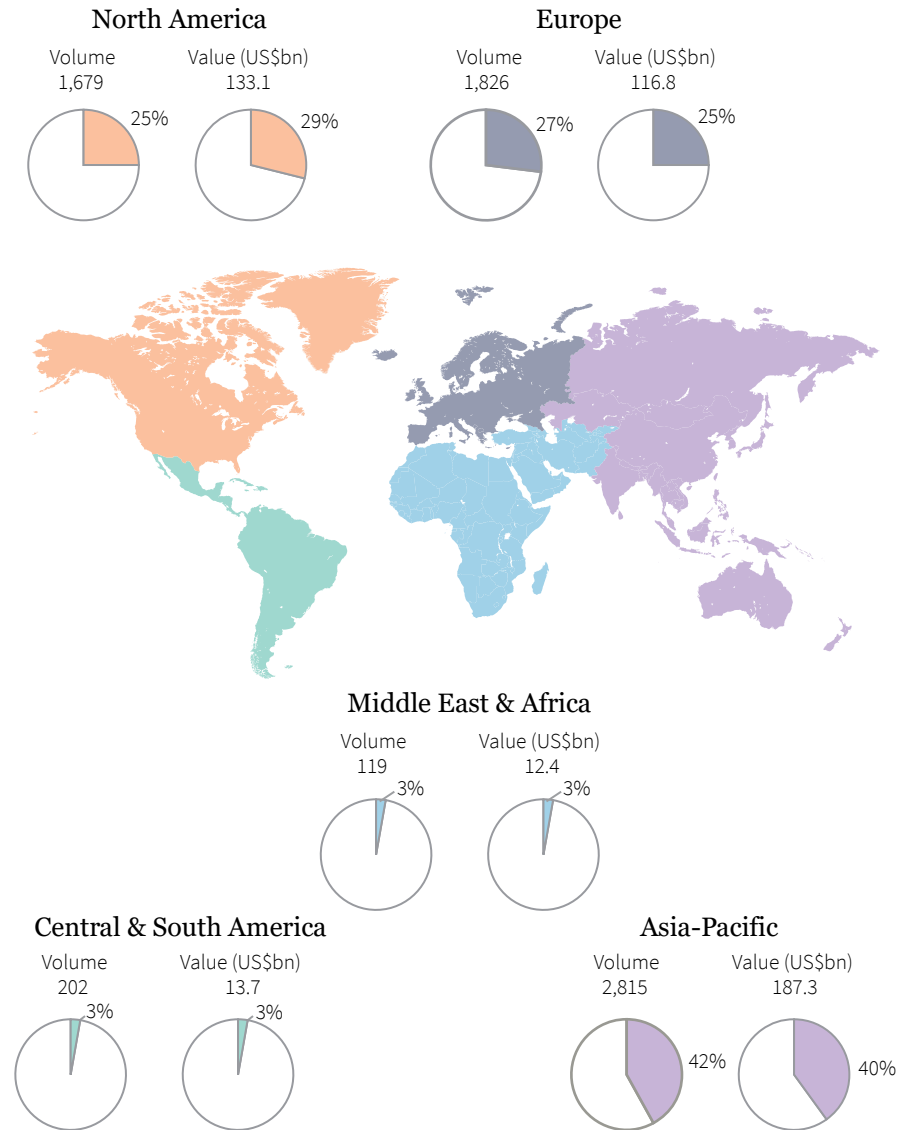 North America
Volume
1,679
25%
Value (US$bn)
133.1
29%
Europe
Volume
1,826
27%
Value (US$bn)
116.8
25%
Middle East & Africa
Volume
119
3%
Value (US$bn)
12.4
3%
Central & South America
Volume
202
3%
Value (US$bn)
13.7
3%
Asia-Pacific
Volume
2,815
42%
Value (US$bn)
187.3
40%